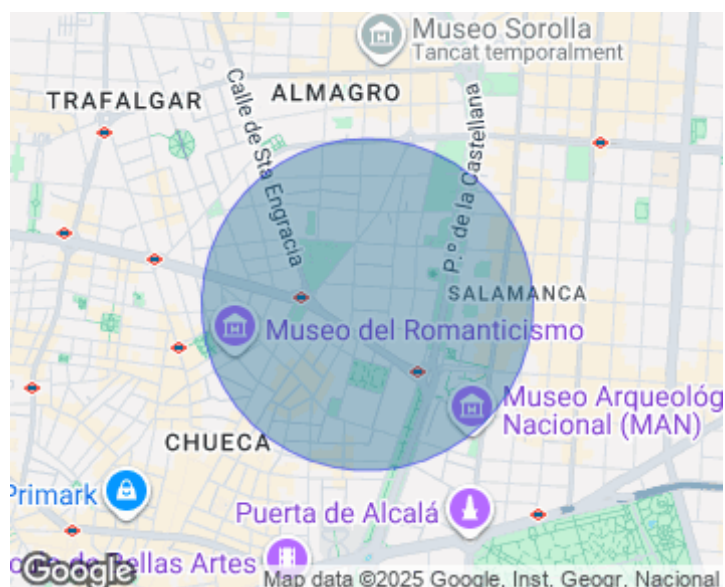 Museo Sorolla
Tancat temporalment
TRAFALGAR
ALMAGRO
Calle de Sta Engracia
P.º de la Castellana
SALAMANCA
Museo del Romanticismo
Museo Arqueológ
Nacional (MAN)
CHUECA
Primark
Puerta de Alcalá
de Bellas Artes
Google
Map data ©2025 Google, Inst. Geogr. Nacional